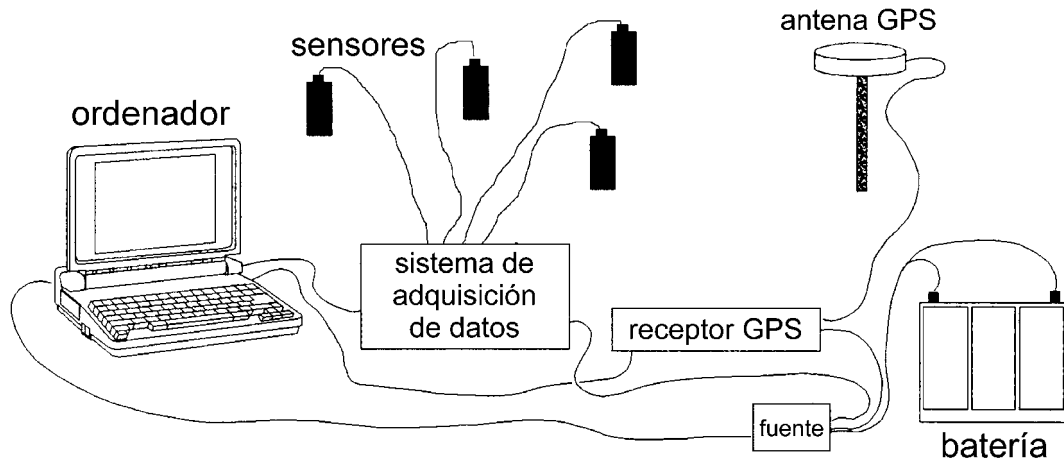 antena GPS
sensores
ordenador
sistema de
adquisición
de datos
receptor GPS
fuente
batería